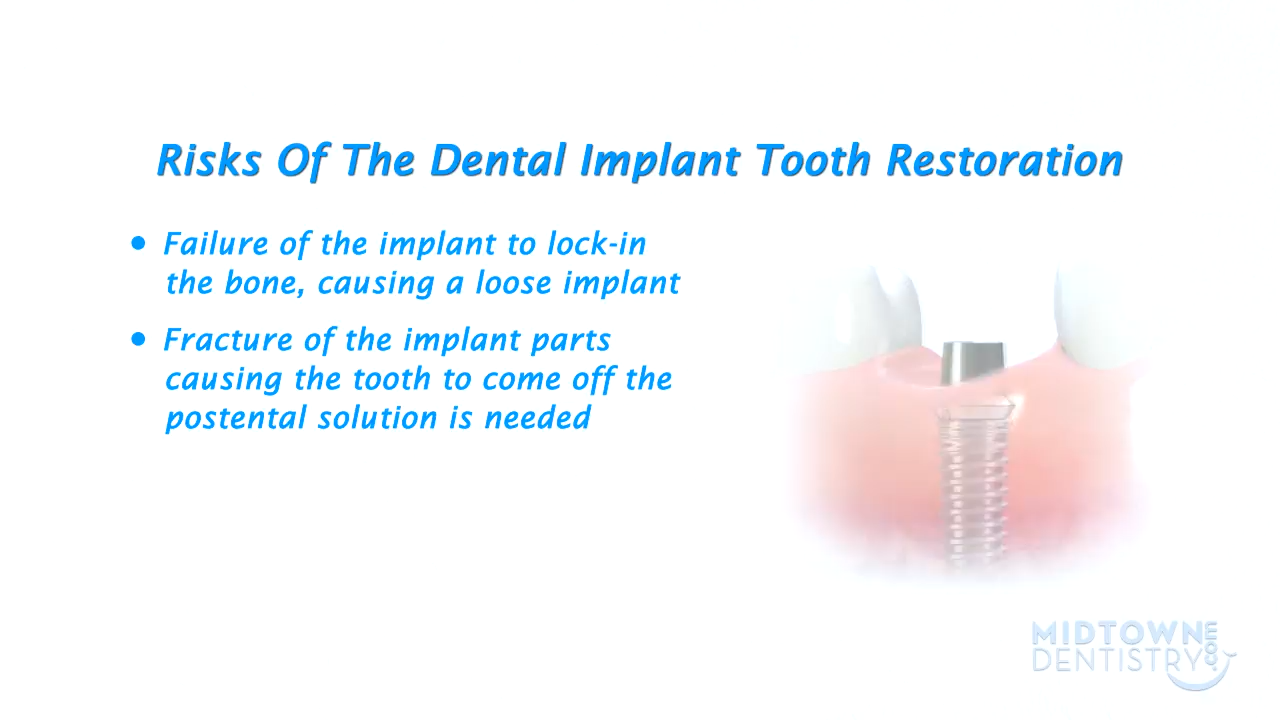 Risks Of The Dental Implant Tooth Restoration
• Failure of the implant to lock-in
the bone, causing a loose implant
• Fracture of the implant parts
causing the tooth to come off the
postental solution is needed
MIDTOWN
DENTISTRY
.com